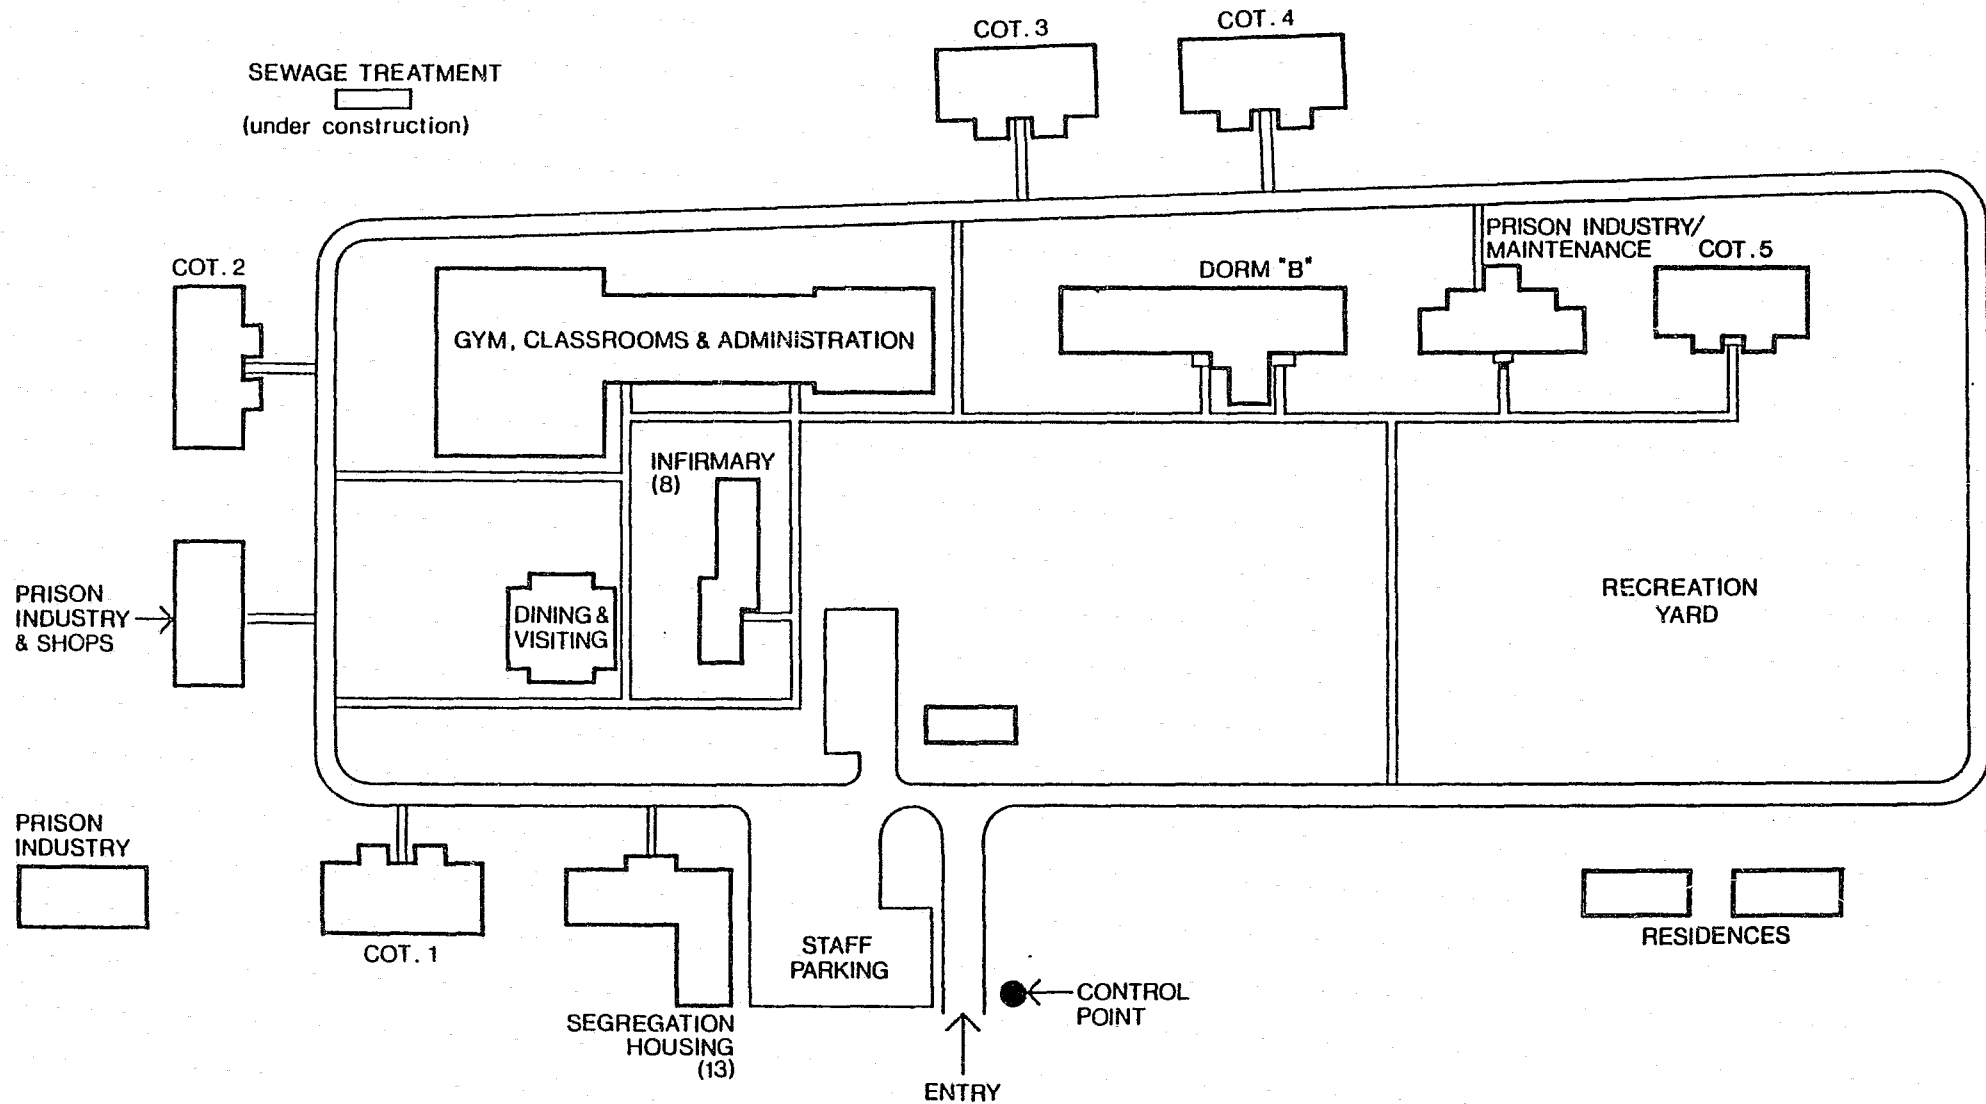 COT. 3
COT. 4
SEWAGE TREATMENT
(under construction)
PRISON INDUSTRY/
MAINTENANCE
COT. 5
COT. 2
DORM "B"
GYM, CLASSROOMS & ADMINISTRATION
INFIRMARY
(8)
PRISON
INDUSTRY
& SHOPS
DINING &
VISITING
RECREATION
YARD
PRISON
INDUSTRY
COT. 1
STAFF
PARKING
RESIDENCES
CONTROL
POINT
SEGREGATION
HOUSING
(13)
ENTRY